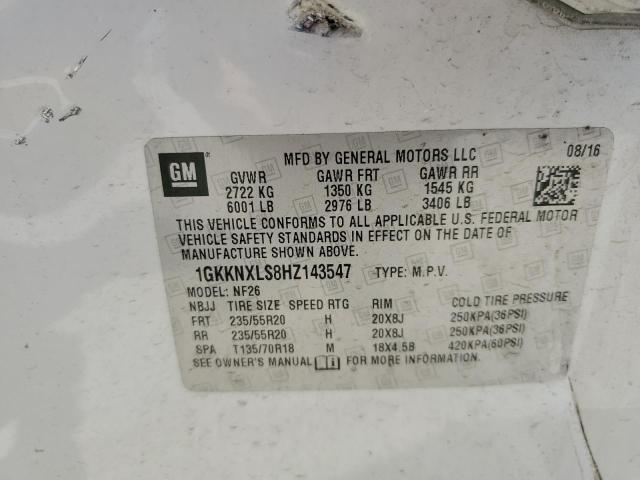 GM
MFD BY GENERAL MOTORS LLC 08/16
GVWR GAWR FRT GAWR RR
2722 KG 1350 KG 1545 KG
6001 LB 2976 LB 3406 LB
THIS VEHICLE CONFORMS TO ALL APPLICABLE U.S. FEDERAL MOTOR
VEHICLE SAFETY STANDARDS IN EFFECT ON THE DATE OF
MANUFACTURE SHOWN ABOVE.
1GKKNXLS8HZ143547 TYPE: M.P.V.
MODEL: NF26
NBJJ TIRE SIZE SPEED RTG RIM COLD TIRE PRESSURE
FRT 235/55R20 H 20X8J 250KPA(36PSI)
RR 235/55R20 H 20X8J 250KPA(36PSI)
SPA T135/70R18 M 18X4.5B 420KPA(60PSI)
SEE OWNER'S MANUAL FOR MORE INFORMATION.